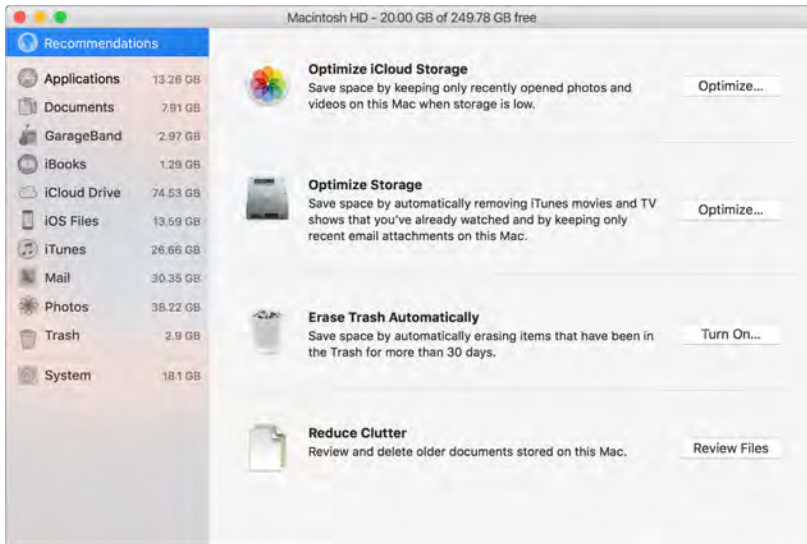 Macintosh HD – 20.00 GB of 249.78 GB free
Recommendations
Applications 13.26 GB
Documents 7.91 GB
GarageBand 2.97 GB
iBooks 1.29 GB
iCloud Drive 74.53 GB
iOS Files 13.59 GB
iTunes 26.66 GB
Mail 30.35 GB
Photos 38.22 GB
Trash 2.9 GB
System 18.1 GB
Optimize iCloud Storage
Save space by keeping only recently opened photos and
videos on this Mac when storage is low.
Optimize...
Optimize Storage
Save space by automatically removing iTunes movies and TV
shows that you've already watched and by keeping only
recent email attachments on this Mac.
Optimize...
Erase Trash Automatically
Save space by automatically erasing items that have been in
the Trash for more than 30 days.
Turn On...
Reduce Clutter
Review and delete older documents stored on this Mac.
Review Files